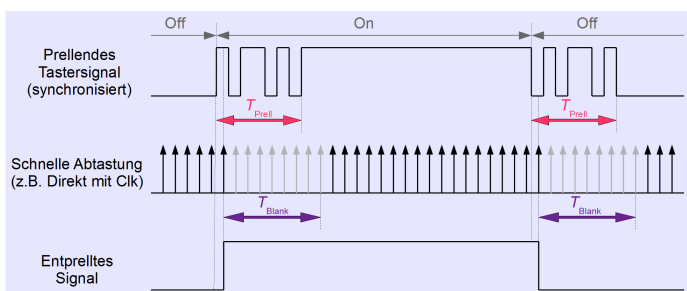 Off
On
Off
Prellendes
Tastersignal
(synchronisiert)
TPrell
TPrell
Schnelle Abtastung
(z.B. Direkt mit Clk)
TBlank
TBlank
Entprelltes
Signal